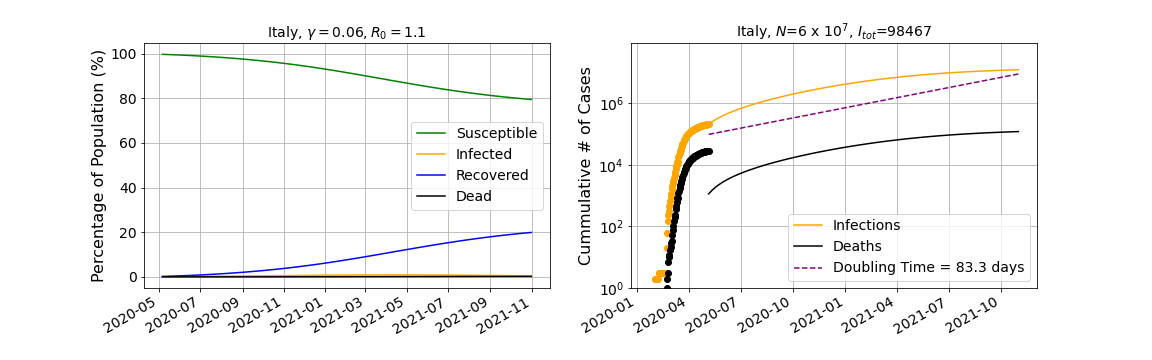 Italy, γ = 0.06, R₀ = 1.1
Percentage of Population (%)
100
80
60
40
20
0
Susceptible
Infected
Recovered
Dead
2020-05
2020-07
2020-09
2020-11
2021-01
2021-03
2021-05
2021-07
2021-09
2021-11
Italy, N=6 x 10⁷, Iₜₒₜ=98467
Cummulative # of Cases
10⁶
10⁴
10²
10⁰
Infections
Deaths
Doubling Time = 83.3 days
2020-01
2020-04
2020-07
2020-10
2021-01
2021-04
2021-07
2021-10